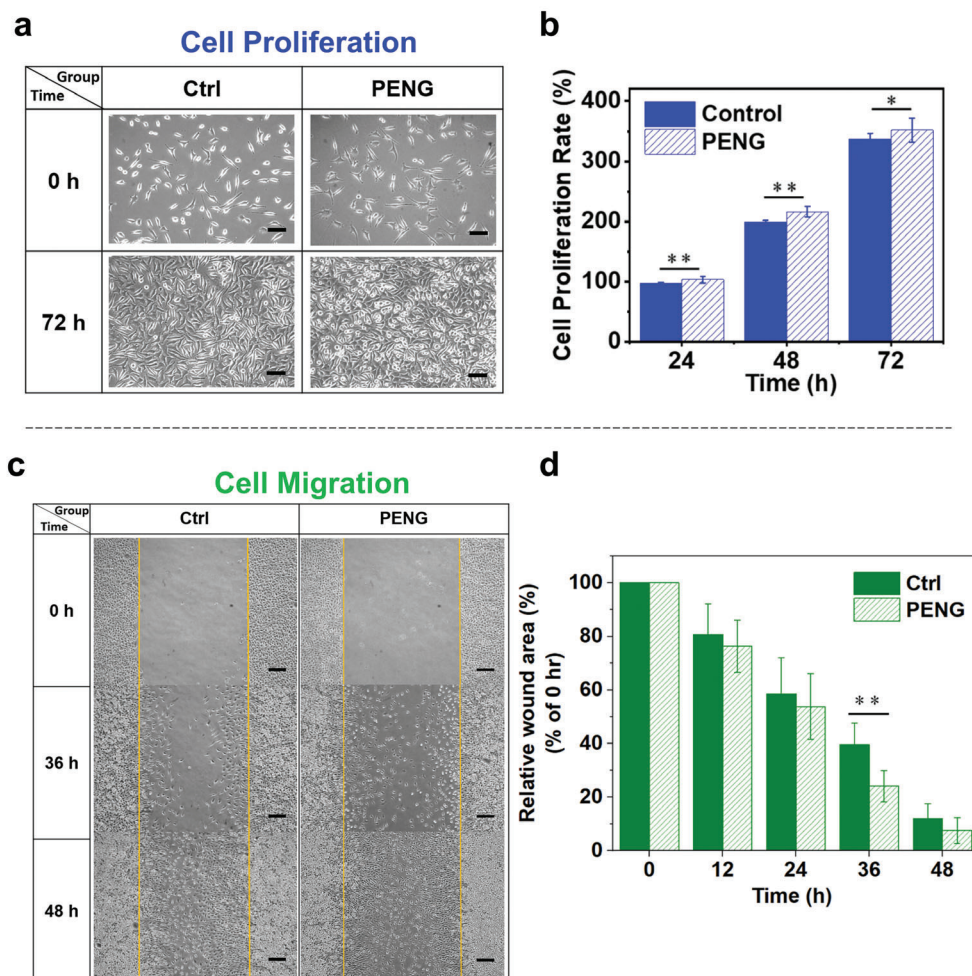 a
Cell Proliferation
Group
Time
Ctrl
PENG
0 h
72 h
b
Cell Proliferation Rate (%)
400
300
200
100
0
Control
PENG
**
**
*
24
48
72
Time (h)
c
Cell Migration
Group
Time
Ctrl
PENG
0 h
36 h
48 h
d
Relative wound area (%)
(% of 0 hr)
100
80
60
40
20
0
Ctrl
PENG
**
0
12
24
36
48
Time (h)